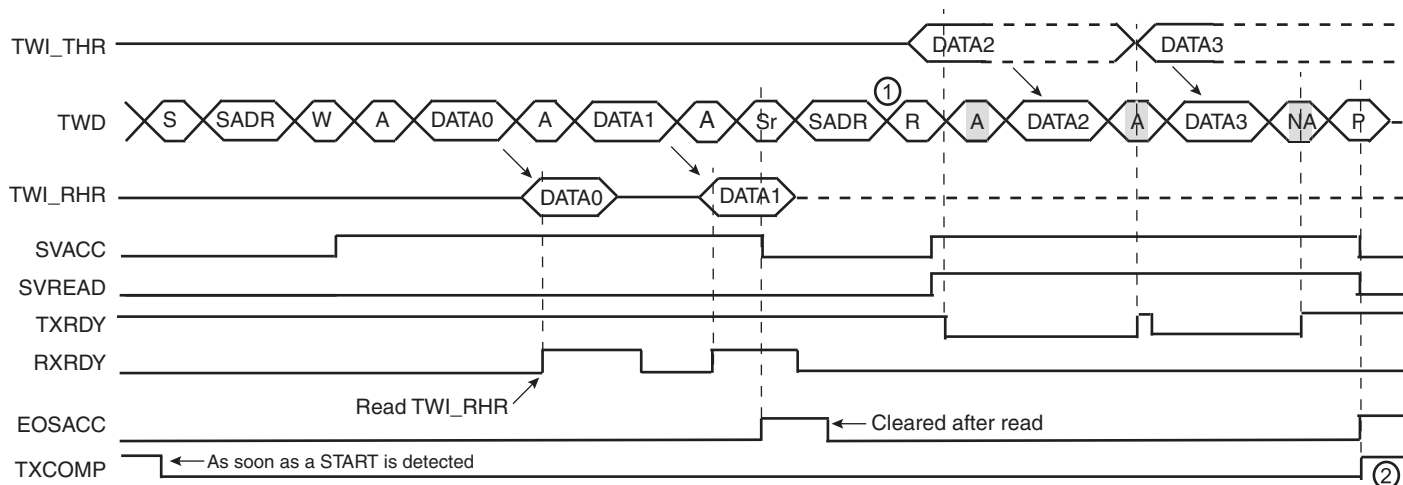 TWI_THR DATA2 DATA3
①
TWD S SADR W A DATA0 A DATA1 A Sr SADR R A DATA2 A DATA3 NA P
TWI_RHR DATA0 DATA1
SVACC
SVREAD
TXRDY
RXRDY
Read TWI_RHR
EOSACC Cleared after read
TXCOMP As soon as a START is detected ②